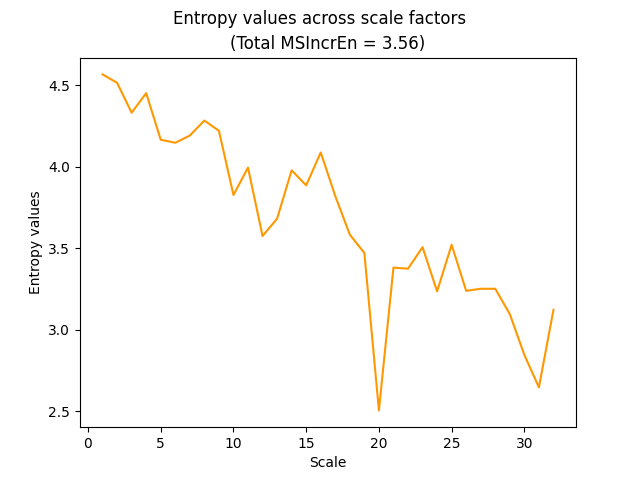 Entropy values across scale factors
(Total MSIncrEn = 3.56)
4.5
4.0
3.5
3.0
2.5
Entropy values
0 5 10 15 20 25 30
Scale